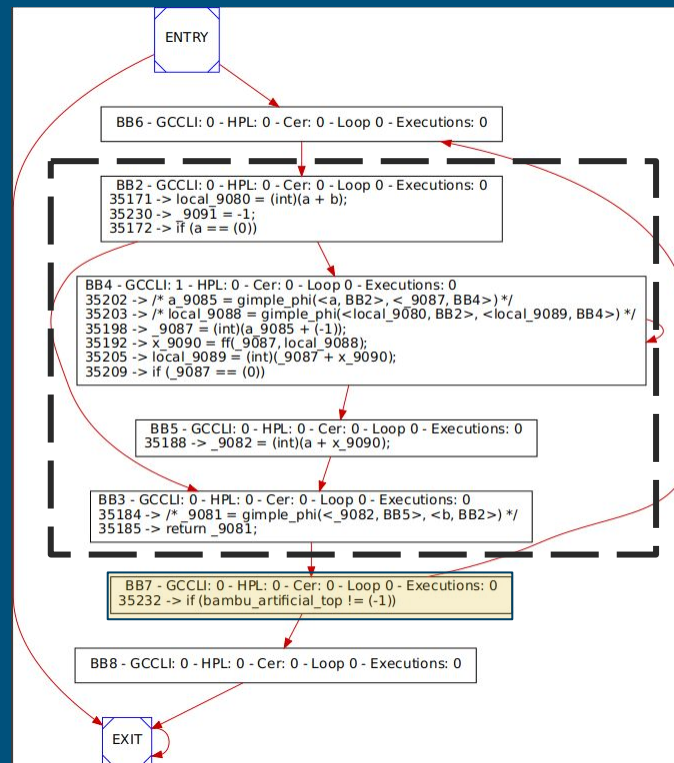 ENTRY
BB6 - GCCLI: 0 - HPL: 0 - Cer: 0 - Loop 0 - Executions: 0
BB2 - GCCLI: 0 - HPL: 0 - Cer: 0 - Loop 0 - Executions: 0
35171 -> local_9080 = (int)(a + b);
35230 -> _9091 = -1;
35172 -> if (a == (0))
BB4 - GCCLI: 1 - HPL: 0 - Cer: 0 - Loop 0 - Executions: 0
35202 -> /* a_9085 = gimple_phi(<a, BB2>, <_9087, BB4>) */
35203 -> /* local_9088 = gimple_phi(<local_9080, BB2>, <local_9089, BB4>) */
35198 -> _9087 = (int)(a_9085 + (-1));
35192 -> x_9090 = ff(_9087, local_9088);
35205 -> local_9089 = (int)(_9087 + x_9090);
35209 -> if (_9087 == (0))
BB5 - GCCLI: 0 - HPL: 0 - Cer: 0 - Loop 0 - Executions: 0
35188 -> _9082 = (int)(a + x_9090);
BB3 - GCCLI: 0 - HPL: 0 - Cer: 0 - Loop 0 - Executions: 0
35184 -> /* _9081 = gimple_phi(<_9082, BB5>, <b, BB2>) */
35185 -> return _9081;
BB7 - GCCLI: 0 - HPL: 0 - Cer: 0 - Loop 0 - Executions: 0
35232 -> if (bambu_artificial_top != (-1))
BB8 - GCCLI: 0 - HPL: 0 - Cer: 0 - Loop 0 - Executions: 0
EXIT